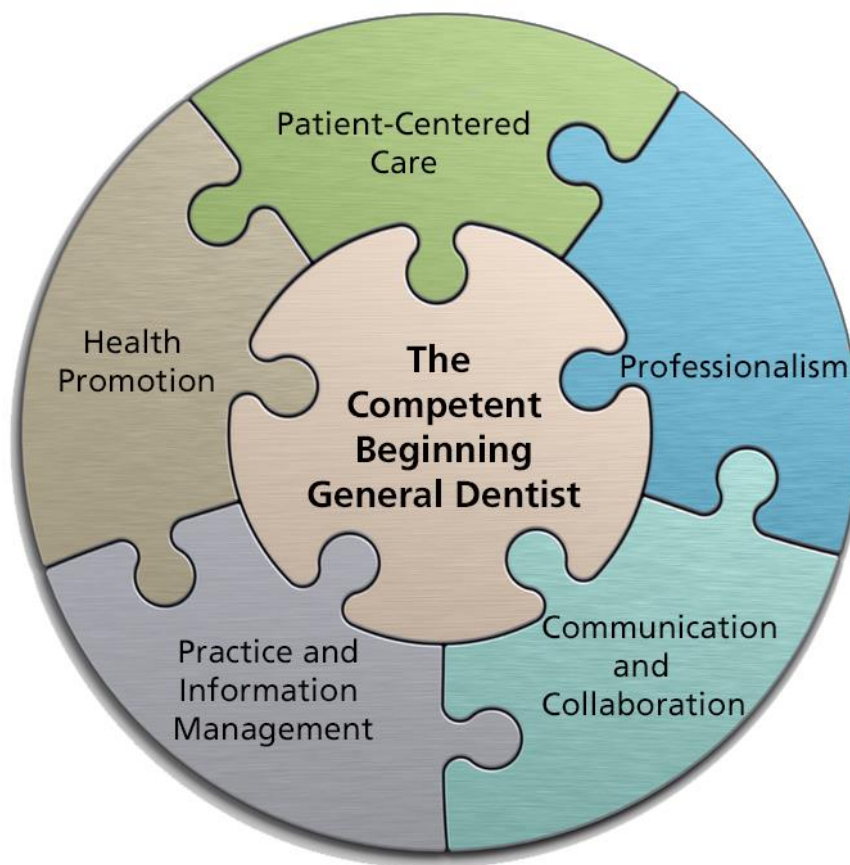 Patient-Centered
Care
Professionalism
Communication
and
Collaboration
Practice and
Information
Management
Health
Promotion
The
Competent
Beginning
General Dentist